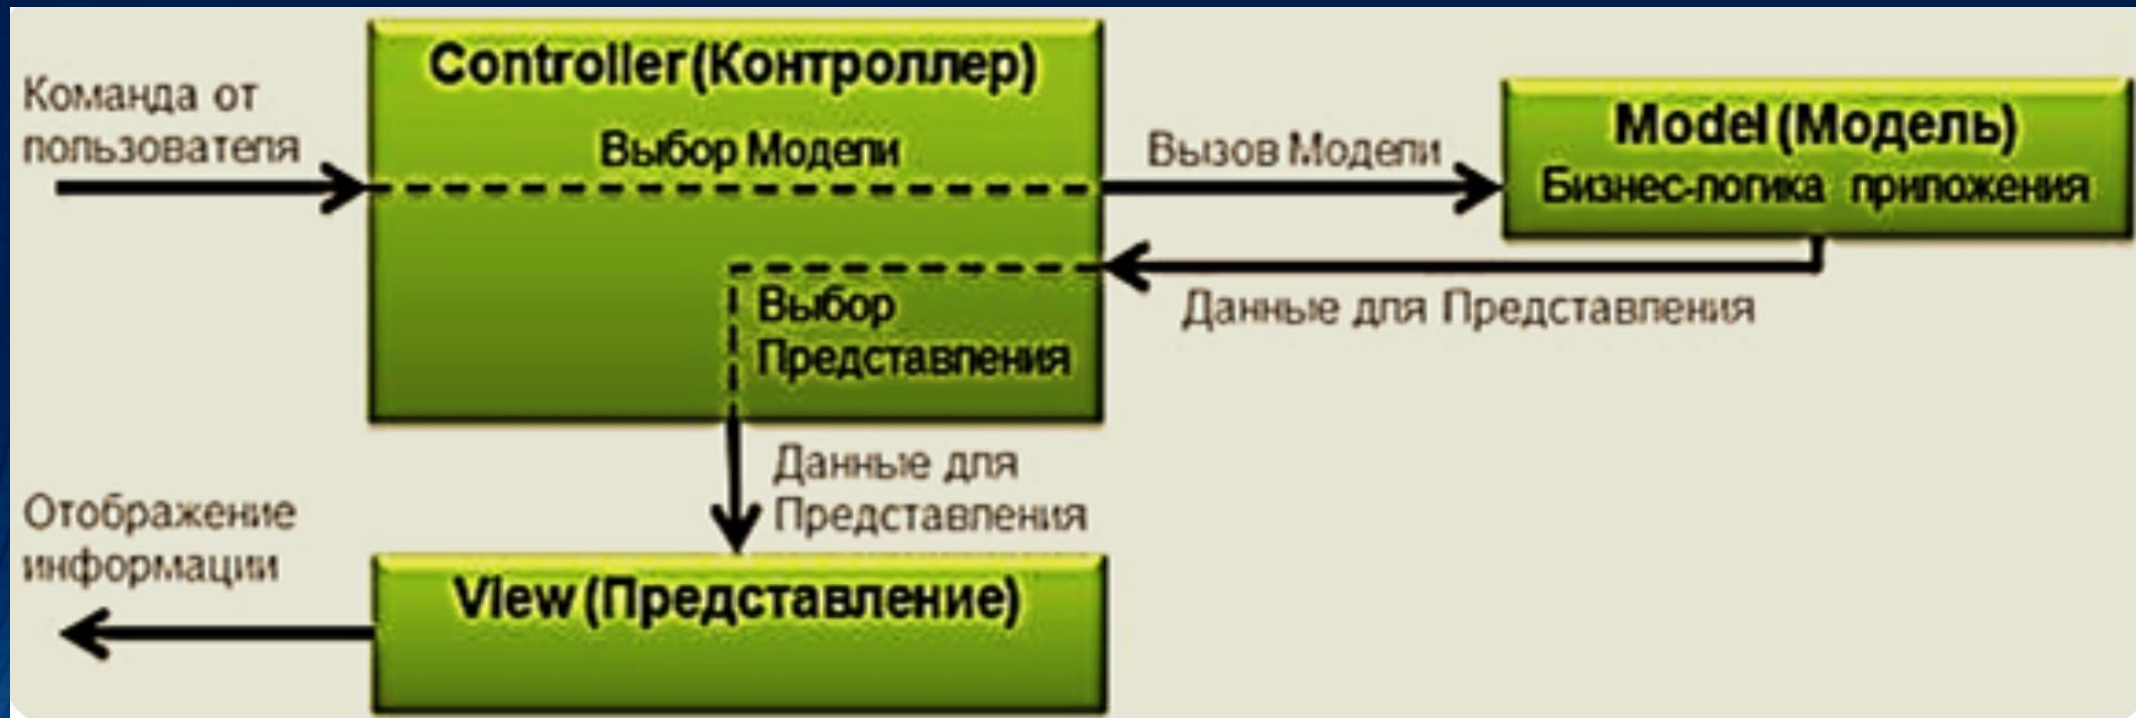 Команда от
пользователя
Controller (Контроллер)
Выбор Модели
Вызов Модели
Model (Модель)
Бизнес-логика приложения
Данные для Представления
Выбор
Представления
Данные для
Представления
Отображение
информации
View (Представление)